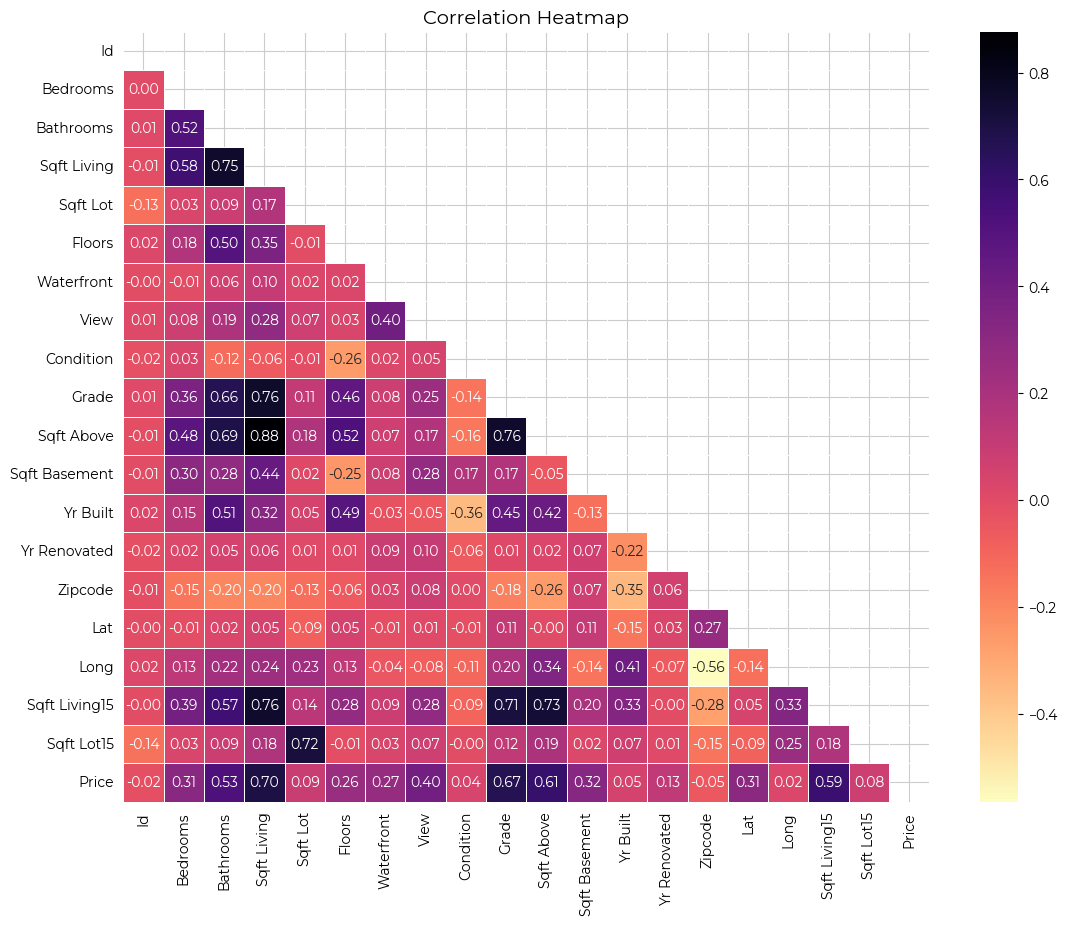 Correlation Heatmap
Id
Bedrooms 0.00
Bathrooms 0.01 0.52
Sqft Living -0.01 0.58 0.75
Sqft Lot -0.13 0.03 0.09 0.17
Floors 0.02 0.18 0.50 0.35 -0.01
Waterfront -0.00 -0.01 0.06 0.10 0.02 0.02
View 0.01 0.08 0.19 0.28 0.07 0.03 0.40
Condition -0.02 0.03 -0.12 -0.06 -0.01 -0.26 0.02 0.05
Grade 0.01 0.36 0.66 0.76 0.11 0.46 0.08 0.25 -0.14
Sqft Above -0.01 0.48 0.69 0.88 0.18 0.52 0.07 0.17 -0.16 0.76
Sqft Basement -0.01 0.30 0.28 0.44 0.02 -0.25 0.08 0.28 0.17 0.17 -0.05
Yr Built 0.02 0.15 0.51 0.32 0.05 0.49 -0.03 -0.05 -0.36 0.45 0.42 -0.13
Yr Renovated -0.02 0.02 0.05 0.06 0.01 0.01 0.09 0.10 -0.06 0.01 0.02 0.07 -0.22
Zipcode -0.01 -0.15 -0.20 -0.20 -0.13 -0.06 0.03 0.08 0.00 -0.18 -0.26 0.07 -0.35 0.06
Lat -0.00 -0.01 0.02 0.05 -0.09 0.05 -0.01 0.01 -0.01 0.11 -0.00 0.11 -0.15 0.03 0.27
Long 0.02 0.13 0.22 0.24 0.23 0.13 -0.04 -0.08 -0.11 0.20 0.34 -0.14 0.41 -0.07 -0.56 -0.14
Sqft Living15 -0.00 0.39 0.57 0.76 0.14 0.28 0.09 0.28 -0.09 0.71 0.73 0.20 0.33 -0.00 -0.28 0.05 0.33
Sqft Lot15 -0.14 0.03 0.09 0.18 0.72 -0.01 0.03 0.07 -0.00 0.12 0.19 0.02 0.07 0.01 -0.15 -0.09 0.25 0.18
Price -0.02 0.31 0.53 0.70 0.09 0.26 0.27 0.40 0.04 0.67 0.61 0.32 0.05 0.13 -0.05 0.31 0.02 0.59 0.08
Id Bedrooms Bathrooms Sqft Living Sqft Lot Floors Waterfront View Condition Grade Sqft Above Sqft Basement Yr Built Yr Renovated Zipcode Lat Long Sqft Living15 Sqft Lot15 Price
0.8
0.6
0.4
0.2
0.0
-0.2
-0.4